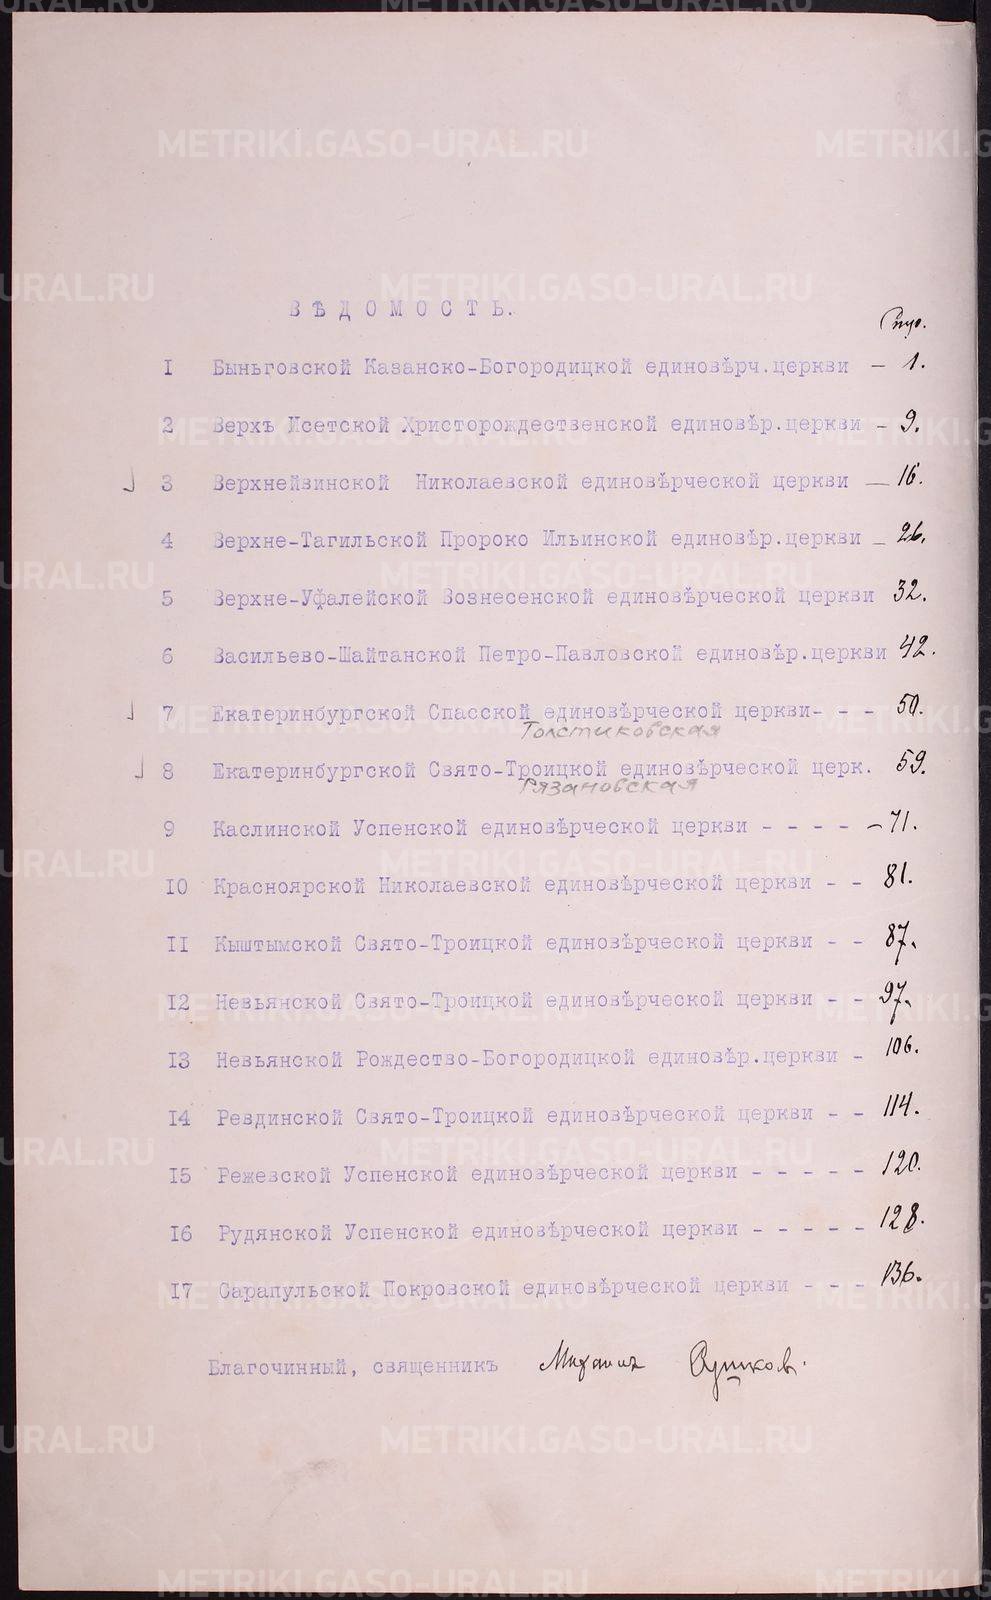 ВѢДОМОСТЬ.
Стр.
I Быньговской Казанско-Богородицкой единовѣрч.церкви — 1.
2 Верхъ Исетской Христорождественской единовѣр.церкви - 9.
3 Верхнейвинской Николаевской единовѣрческой церкви — 16.
4 Верхне-Тагильской Пророко Ильинской единовѣр.церкви - 26.
5 Верхне-Уфалейской Вознесенской единовѣрческой церкви 32.
6 Васильево-Шайтанской Петро-Павловской единовѣр.церкви 42.
7 Екатеринбургской Спасской единовѣрческой церкви- - - 50.
Толстиковская
8 Екатеринбургской Свято-Троицкой единовѣрческой церк. 59.
Рязановская
9 Каслинской Успенской единовѣрческой церкви - - - - - 71.
10 Красноярской Николаевской единовѣрческой церкви - - 81.
II Кыштымской Свято-Троицкой единовѣрческой церкви - - 87.
I2 Невьянской Свято-Троицкой единовѣрческой церкви - - 97.
I3 Невьянской Рождество-Богородицкой единовѣр.церкви - 106.
I4 Ревдинской Свято-Троицкой единовѣрческой церкви - - 114.
I5 Режевской Успенской единовѣрческой церкви - - - - - 120.
I6 Рудянской Успенской единовѣрческой церкви - - - - - 128.
I7 Сарапульской Покровской единовѣрческой церкви - - - 136.
Благочинный, священникъ Михаилъ
METRIKI.GASO-URAL.RU